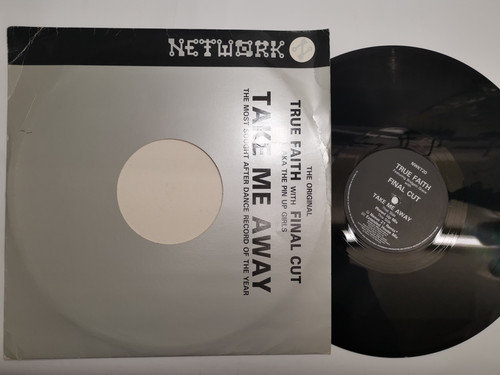 NETWORK
THE ORIGINAL
TRUE FAITH WITH FINAL CUT
AKA THE PIN UP GIRLS
TAKE ME AWAY
THE MOST SOUGHT AFTER DANCE RECORD OF THE YEAR
TRUE FAITH
FINAL CUT
TAKE ME AWAY